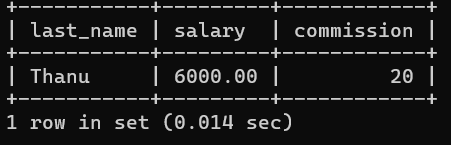 +-----------+---------+------------+
| last_name | salary  | commission |
+-----------+---------+------------+
| Thanu     | 6000.00 |         20 |
+-----------+---------+------------+
1 row in set (0.014 sec)